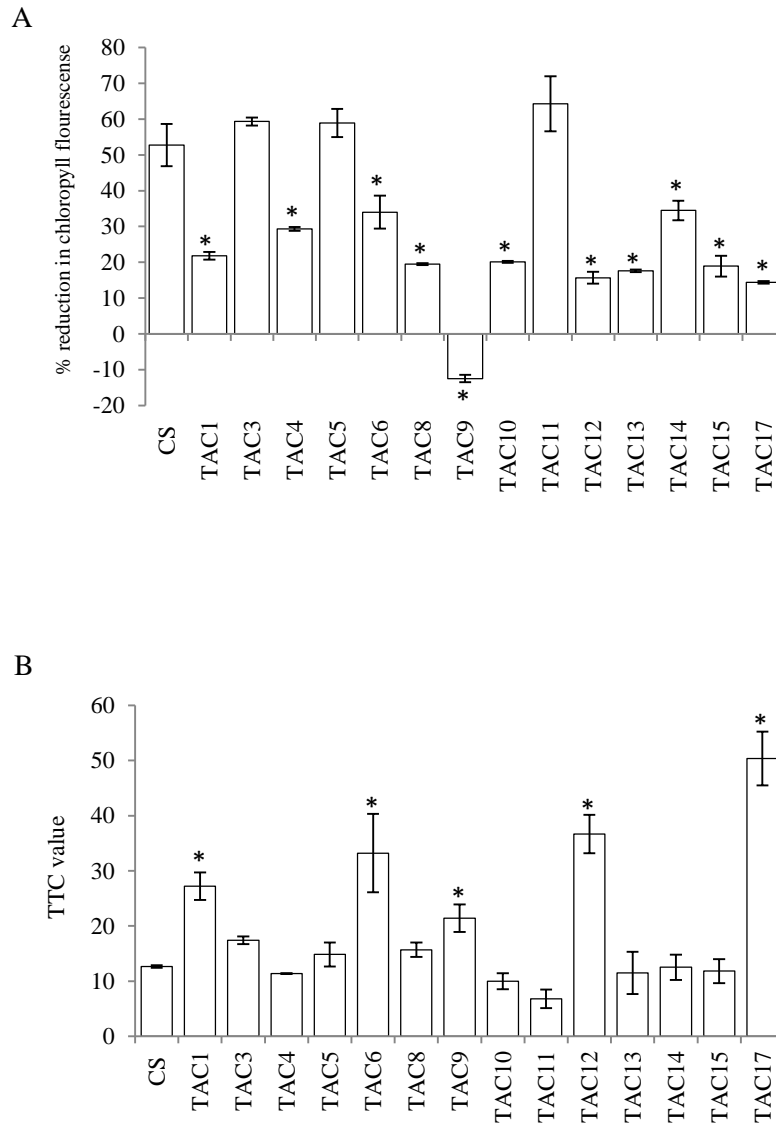 A
% reduction in chloropyll flourescense
80
70
60
50
40
30
20
10
0
-10
-20
*
*
*
*
*
*
*
*
*
*
*
CS
TAC1
TAC3
TAC4
TAC5
TAC6
TAC8
TAC9
TAC10
TAC11
TAC12
TAC13
TAC14
TAC15
TAC17
B
TTC value
60
50
40
30
20
10
0
*
*
*
*
*
CS
TAC1
TAC3
TAC4
TAC5
TAC6
TAC8
TAC9
TAC10
TAC11
TAC12
TAC13
TAC14
TAC15
TAC17